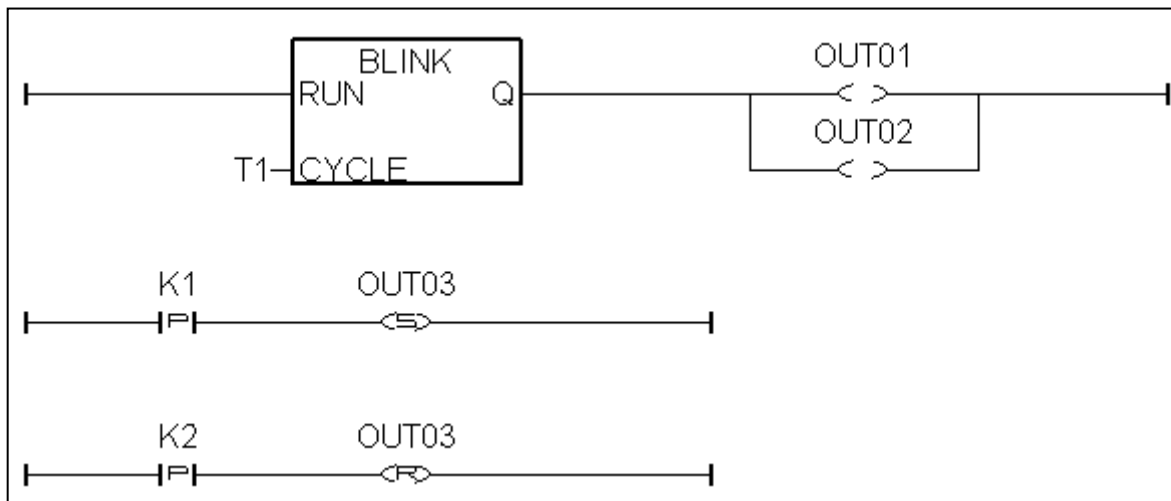 BLINK
OUT01
RUN Q
OUT02
T1 CYCLE
K1 OUT03
P S
K2 OUT03
P R